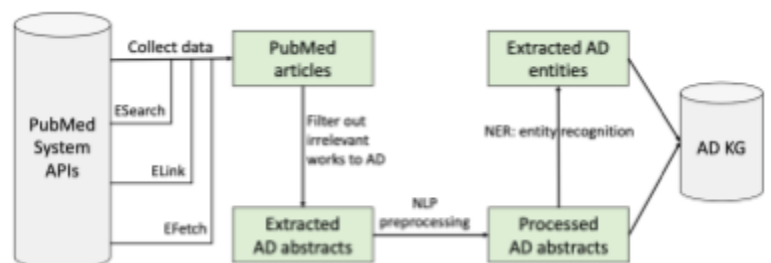 PubMed
System
APIs
Collect data
ESearch
ELink
EFetch
PubMed
articles
Filter out
irrelevant
works to AD
Extracted
AD abstracts
NLP
preprocessing
Processed
AD abstracts
NER: entity recognition
Extracted AD
entities
AD KG